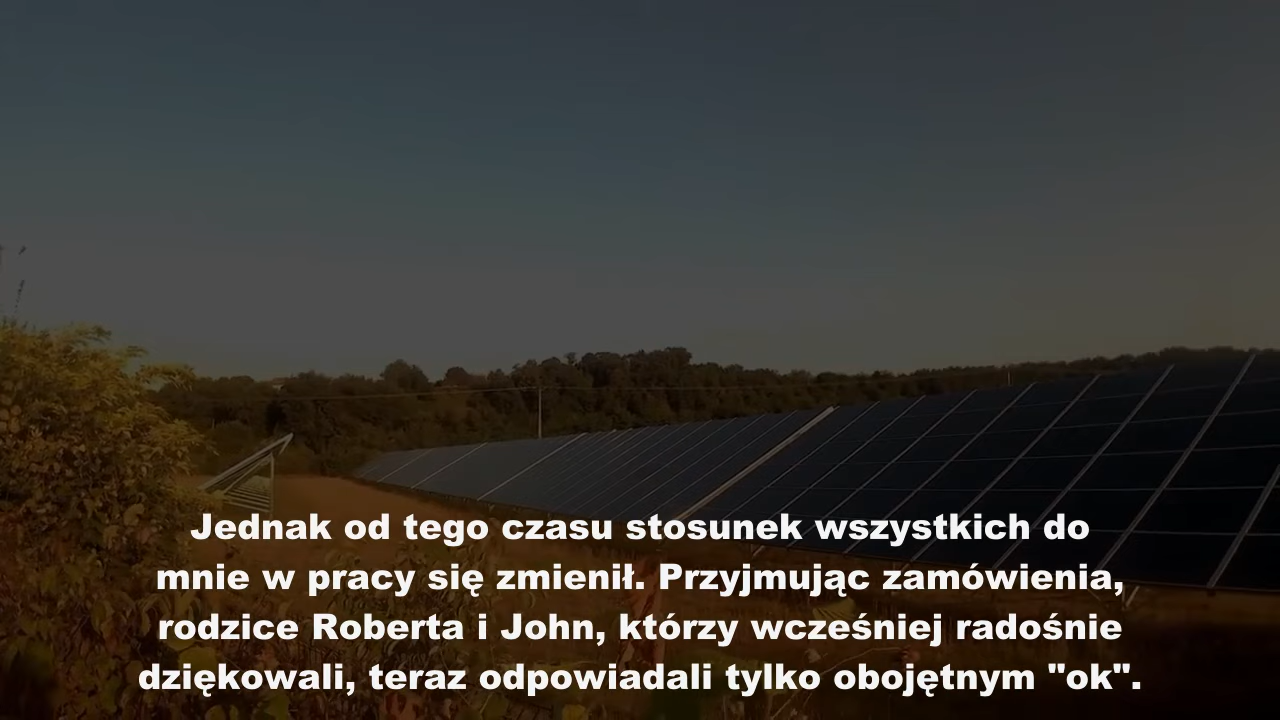 Jednak od tego czasu stosunek wszystkich do
mnie w pracy się zmienił. Przyjmując zamówienia,
rodzice Roberta i John, którzy wcześniej radośnie
dziękowali, teraz odpowiadali tylko obojętnym "ok".